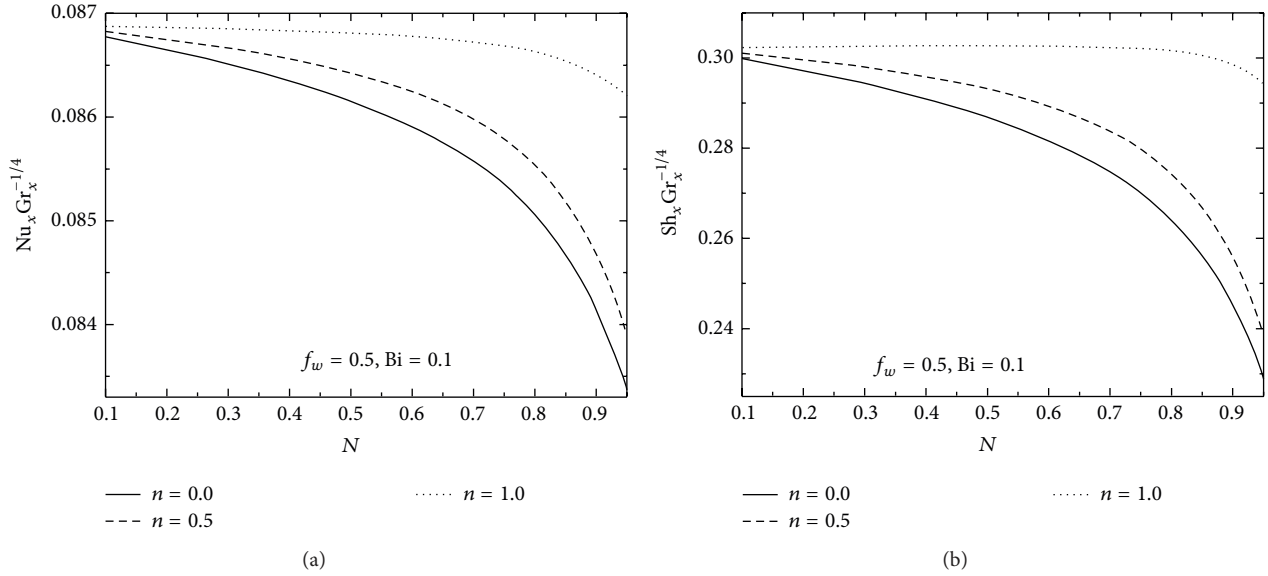 0.087
0.086
0.085
0.084
Nu_x Gr_x^{-1/4}
f_w = 0.5, Bi = 0.1
0.1 0.2 0.3 0.4 0.5 0.6 0.7 0.8 0.9
N
n = 0.0
n = 0.5
n = 1.0
(a)
0.30
0.28
0.26
0.24
Sh_x Gr_x^{-1/4}
f_w = 0.5, Bi = 0.1
0.1 0.2 0.3 0.4 0.5 0.6 0.7 0.8 0.9
N
n = 0.0
n = 0.5
n = 1.0
(b)